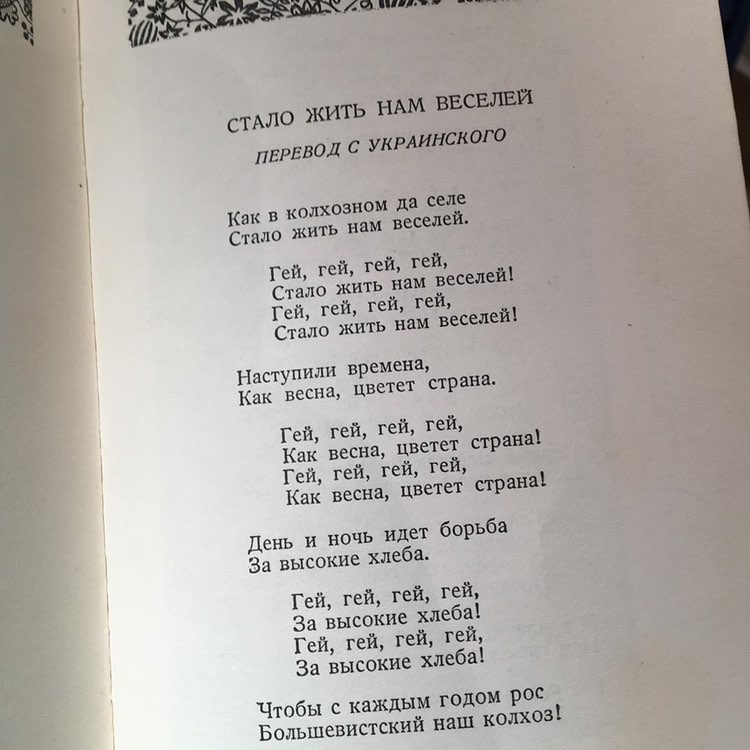 СТАЛО ЖИТЬ НАМ ВЕСЕЛЕЙ
ПЕРЕВОД С УКРАИНСКОГО
Как в колхозном да селе
Стало жить нам веселей.
Гей, гей, гей, гей,
Стало жить нам веселей!
Гей, гей, гей, гей,
Стало жить нам веселей!
Наступили времена,
Как весна, цветет страна.
Гей, гей, гей, гей,
Как весна, цветет страна!
Гей, гей, гей, гей,
Как весна, цветет страна!
День и ночь идет борьба
За высокие хлеба.
Гей, гей, гей, гей,
За высокие хлеба!
Гей, гей, гей, гей,
За высокие хлеба!
Чтобы с каждым годом рос
Большевистский наш колхоз!